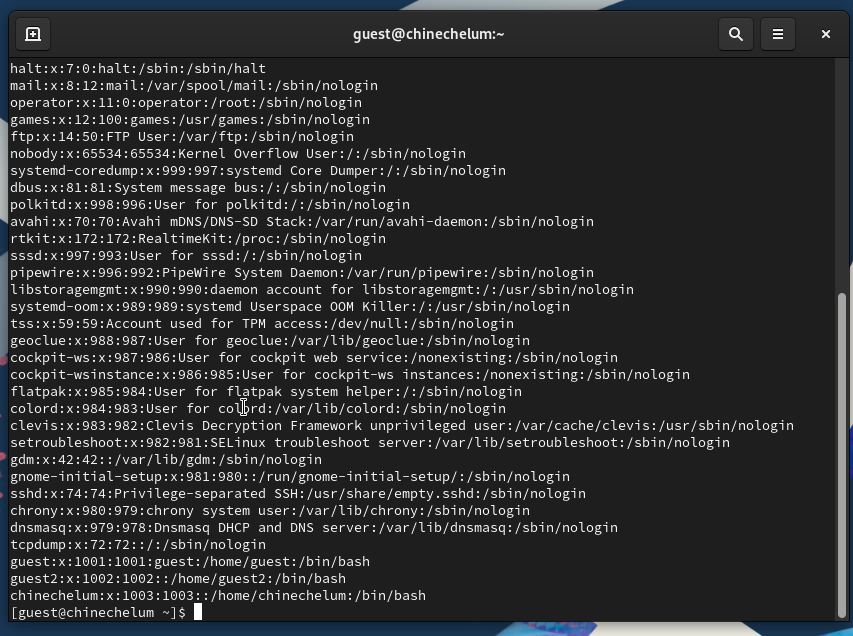 guest@chinechelum:~
halt:x:7:0:halt:/sbin:/sbin/halt
mail:x:8:12:mail:/var/spool/mail:/sbin/nologin
operator:x:11:0:operator:/root:/sbin/nologin
games:x:12:100:games:/usr/games:/sbin/nologin
ftp:x:14:50:FTP User:/var/ftp:/sbin/nologin
nobody:x:65534:65534:Kernel Overflow User:/:/sbin/nologin
systemd-coredump:x:999:997:systemd Core Dumper:/:/sbin/nologin
dbus:x:81:81:System message bus:/:/sbin/nologin
polkitd:x:998:996:User for polkitd:/:/sbin/nologin
avahi:x:70:70:Avahi mDNS/DNS-SD Stack:/var/run/avahi-daemon:/sbin/nologin
rtkit:x:172:172:RealtimeKit:/proc:/sbin/nologin
sssd:x:997:993:User for sssd:/:/sbin/nologin
pipewire:x:996:992:PipeWire System Daemon:/var/run/pipewire:/sbin/nologin
libstoragemgmt:x:990:990:daemon account for libstoragemgmt:/:/usr/sbin/nologin
systemd-oom:x:989:989:systemd Userspace OOM Killer:/:/usr/sbin/nologin
tss:x:59:59:Account used for TPM access:/dev/null:/sbin/nologin
geoclue:x:988:987:User for geoclue:/var/lib/geoclue:/sbin/nologin
cockpit-ws:x:987:986:User for cockpit web service:/nonexisting:/sbin/nologin
cockpit-wsinstance:x:986:985:User for cockpit-ws instances:/nonexisting:/sbin/nologin
flatpak:x:985:984:User for flatpak system helper:/:/sbin/nologin
colord:x:984:983:User for colord:/var/lib/colord:/sbin/nologin
clevis:x:983:982:Clevis Decryption Framework unprivileged user:/var/cache/clevis:/usr/sbin/nologin
setroubleshoot:x:982:981:SELinux troubleshoot server:/var/lib/setroubleshoot:/sbin/nologin
gdm:x:42:42::/var/lib/gdm:/sbin/nologin
gnome-initial-setup:x:981:980::/run/gnome-initial-setup/:/sbin/nologin
sshd:x:74:74:Privilege-separated SSH:/usr/share/empty.sshd:/sbin/nologin
chrony:x:980:979:chrony system user:/var/lib/chrony:/sbin/nologin
dnsmasq:x:979:978:Dnsmasq DHCP and DNS server:/var/lib/dnsmasq:/sbin/nologin
tcpdump:x:72:72::/:/sbin/nologin
guest:x:1001:1001:guest:/home/guest:/bin/bash
guest2:x:1002:1002::/home/guest2:/bin/bash
chinechelum:x:1003:1003::/home/chinechelum:/bin/bash
[guest@chinechelum ~]$